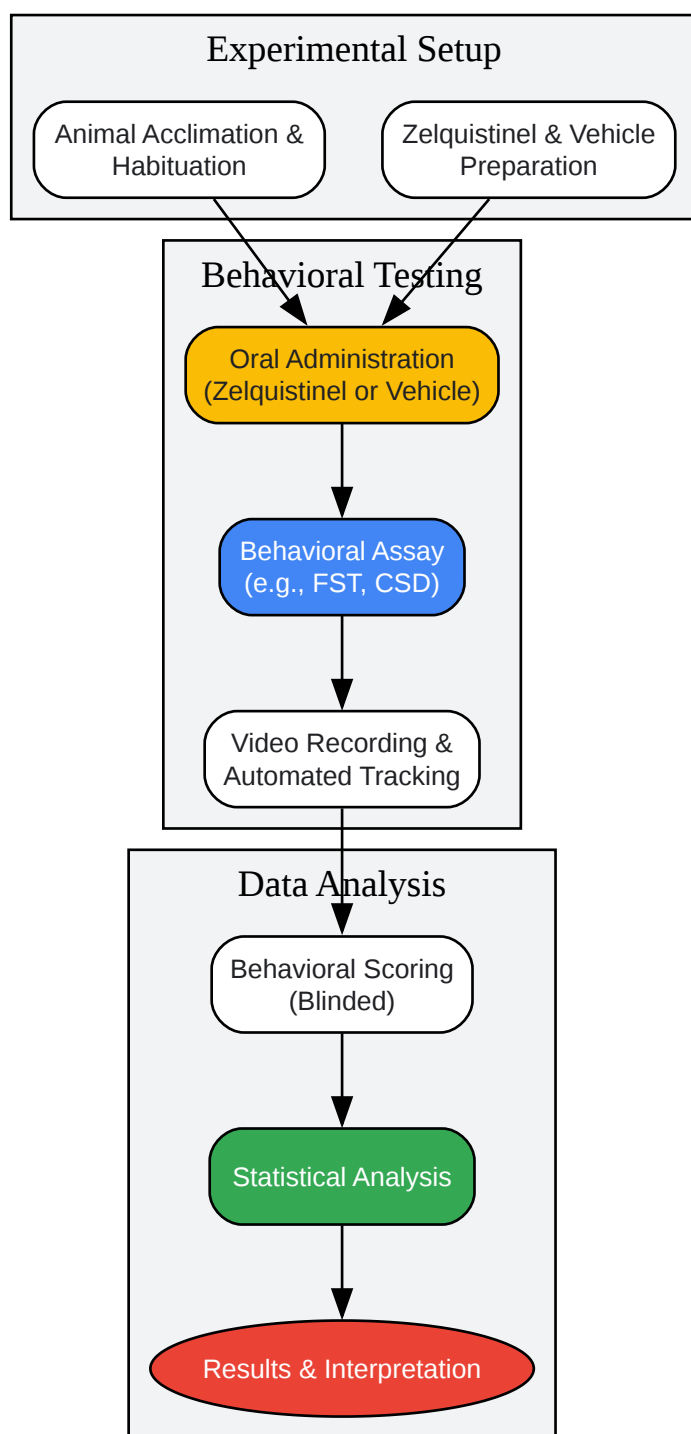 Experimental Setup
Animal Acclimation &
Habituation
Zelquistinel & Vehicle
Preparation
Behavioral Testing
Oral Administration
(Zelquistinel or Vehicle)
Behavioral Assay
(e.g., FST, CSD)
Video Recording &
Automated Tracking
Data Analysis
Behavioral Scoring
(Blinded)
Statistical Analysis
Results & Interpretation